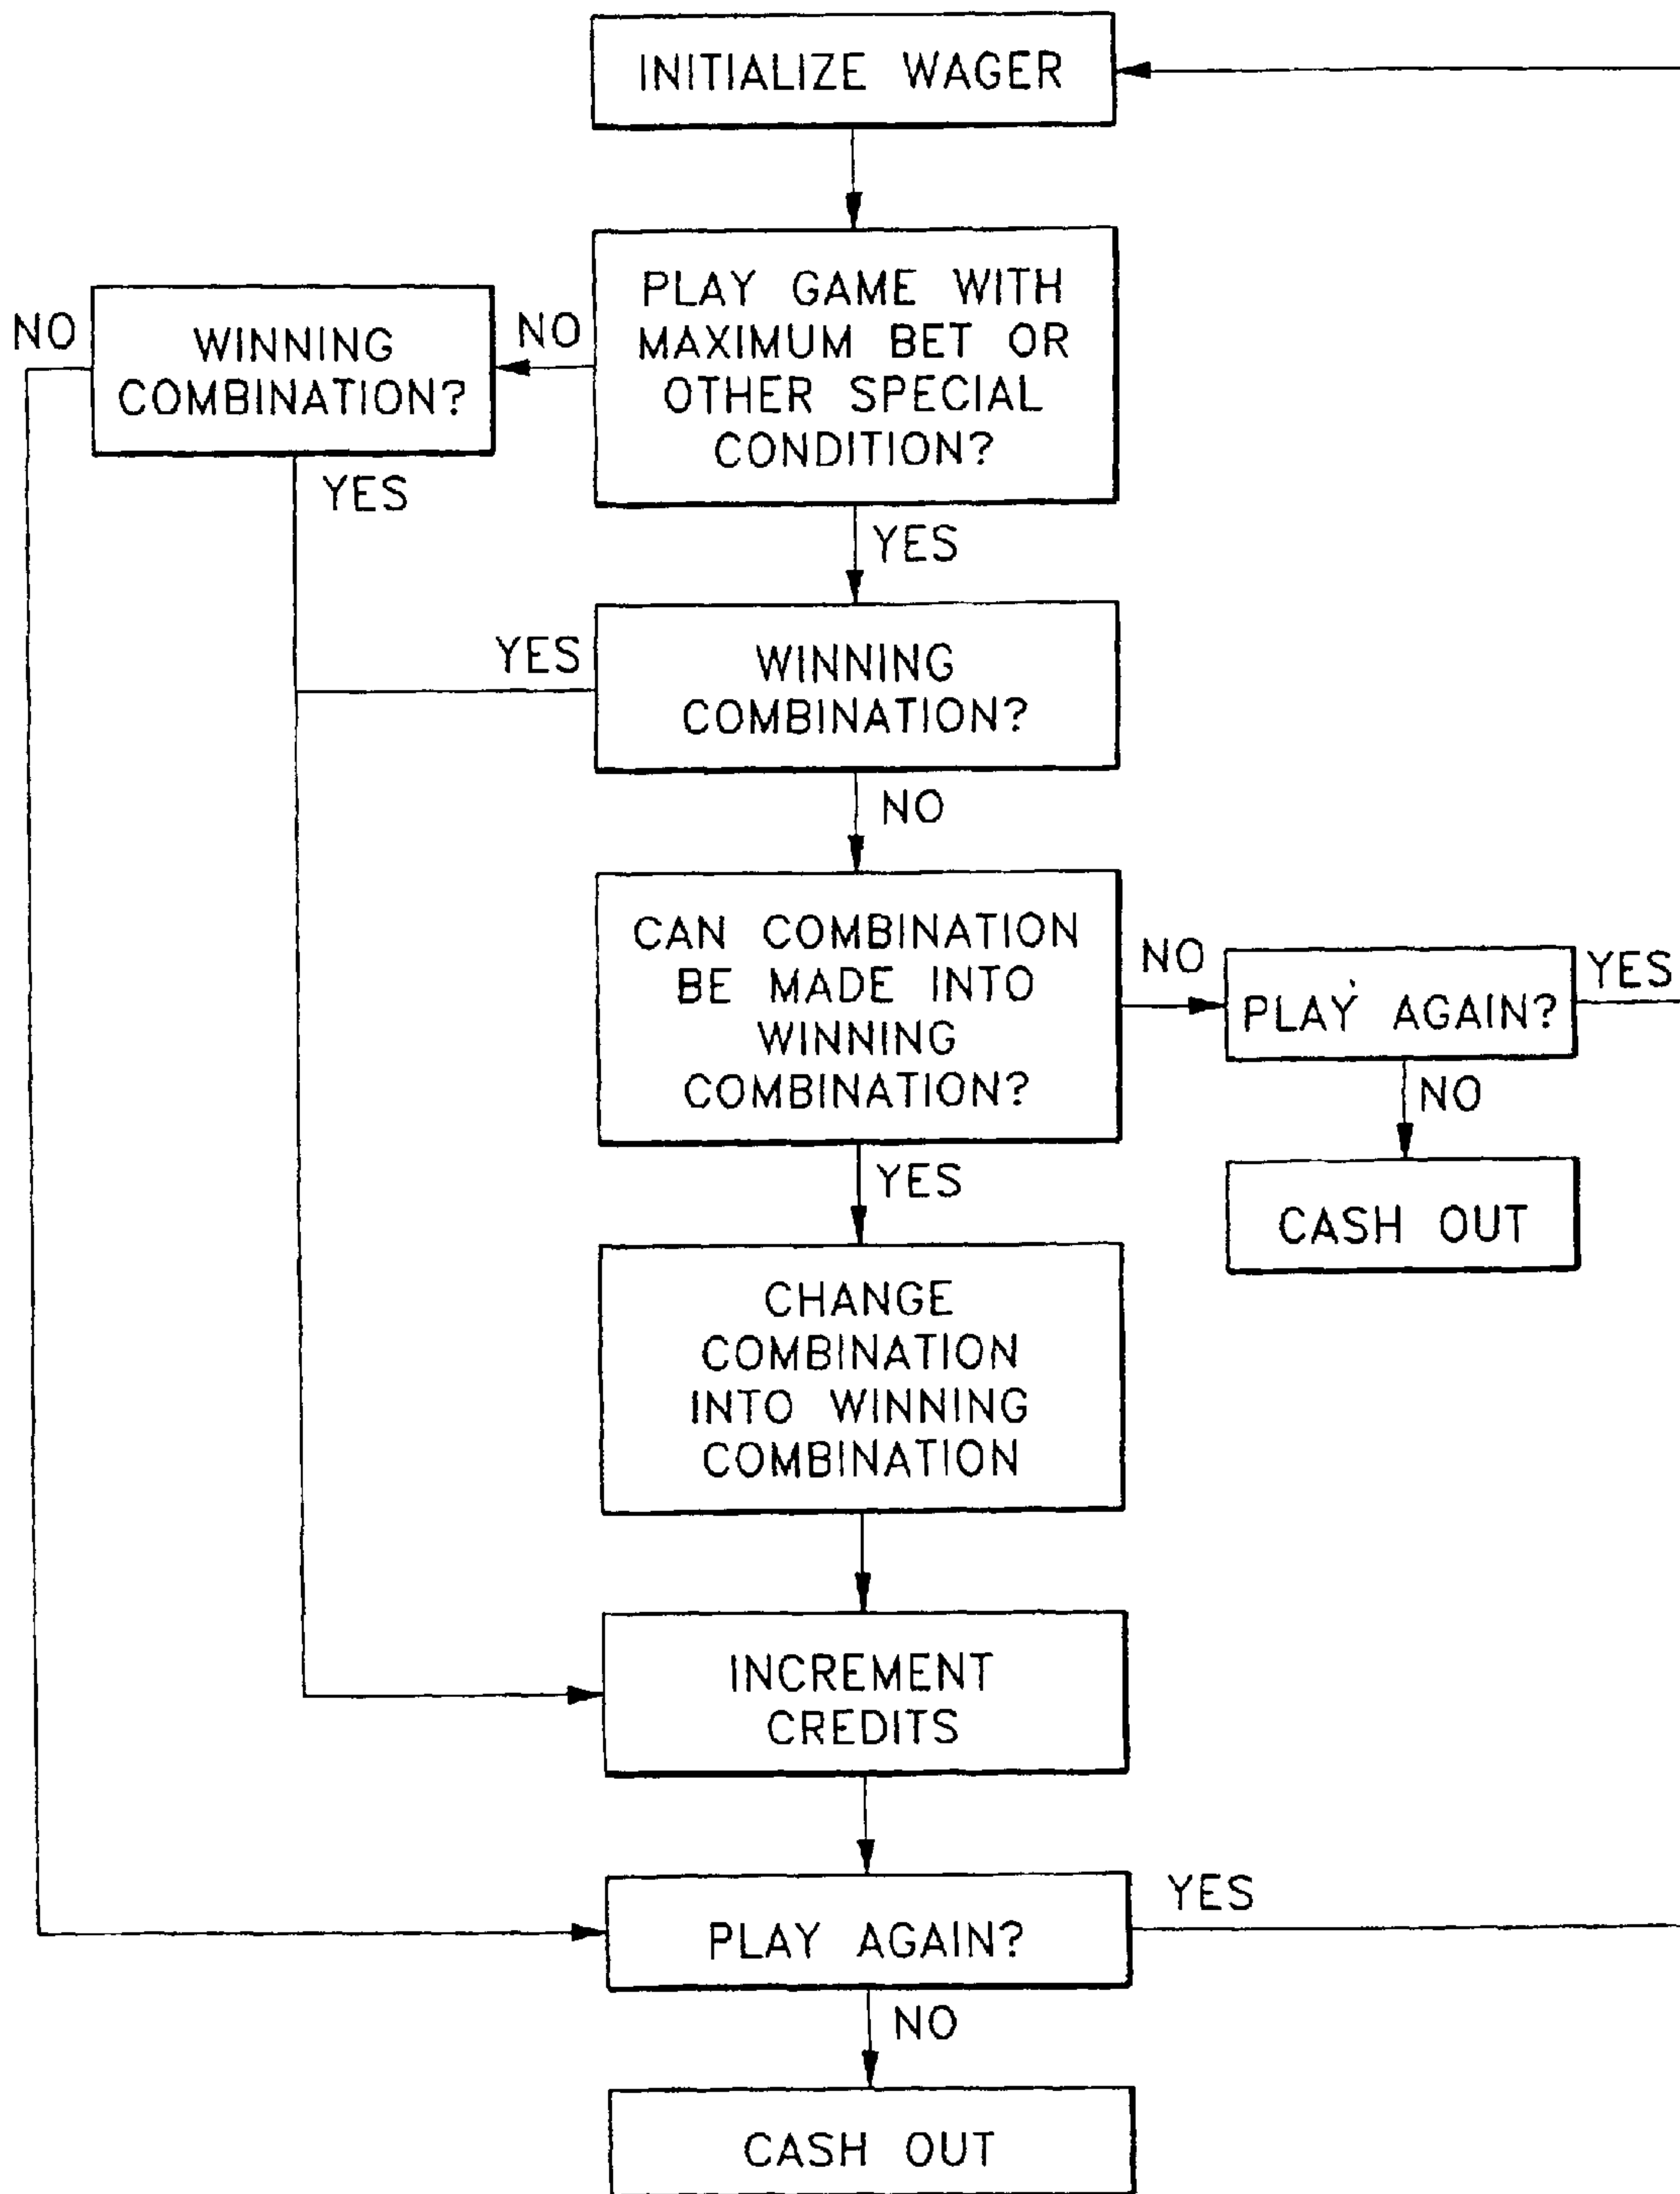 INITIALIZE WAGER
PLAY GAME WITH
MAXIMUM BET OR
OTHER SPECIAL
CONDITION?
NO
WINNING
COMBINATION?
NO
YES
YES
WINNING
COMBINATION?
YES
NO
CAN COMBINATION
BE MADE INTO
WINNING
COMBINATION?
NO
PLAY AGAIN?
YES
NO
CASH OUT
YES
CHANGE
COMBINATION
INTO WINNING
COMBINATION
INCREMENT
CREDITS
PLAY AGAIN?
YES
NO
CASH OUT